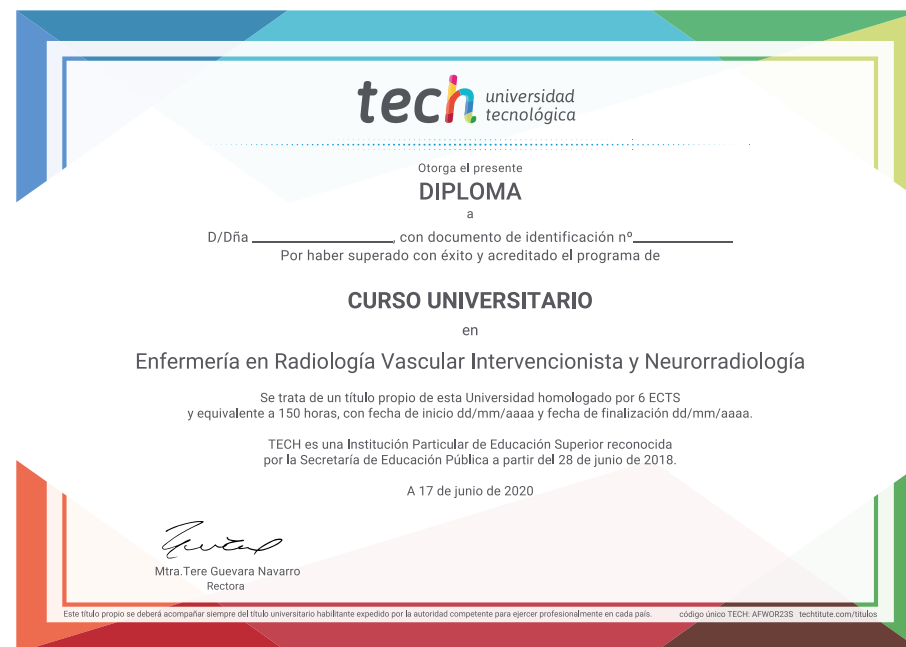 tech universidad
tecnológica
Otorga el presente
DIPLOMA
a
D/Dña ______________, con documento de identificación nº__________
Por haber superado con éxito y acreditado el programa de
CURSO UNIVERSITARIO
en
Enfermería en Radiología Vascular Intervencionista y Neurorradiología
Se trata de un título propio de esta Universidad homologado por 6 ECTS
y equivalente a 150 horas, con fecha de inicio dd/mm/aaaa y fecha de finalización dd/mm/aaaa.
TECH es una Institución Particular de Educación Superior reconocida
por la Secretaría de Educación Pública a partir del 28 de junio de 2018.
A 17 de junio de 2020
Mtra.Tere Guevara Navarro
Rectora
Este título propio se deberá acompañar siempre del título universitario habilitante expedido por la autoridad competente para ejercer profesionalmente en cada país. código único TECH: AFWOR23S techtitute.com/títulos